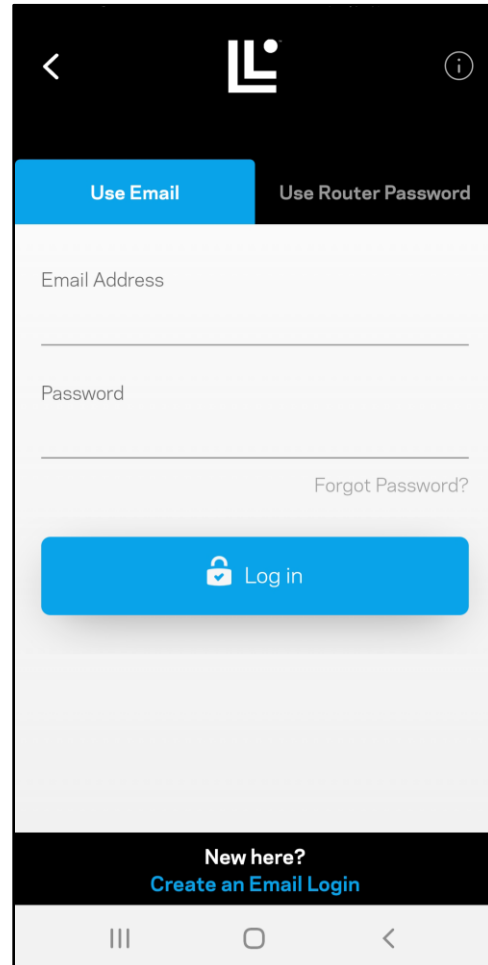 Use Email
Use Router Password
Email Address
Password
Forgot Password?
Log in
New here?
Create an Email Login